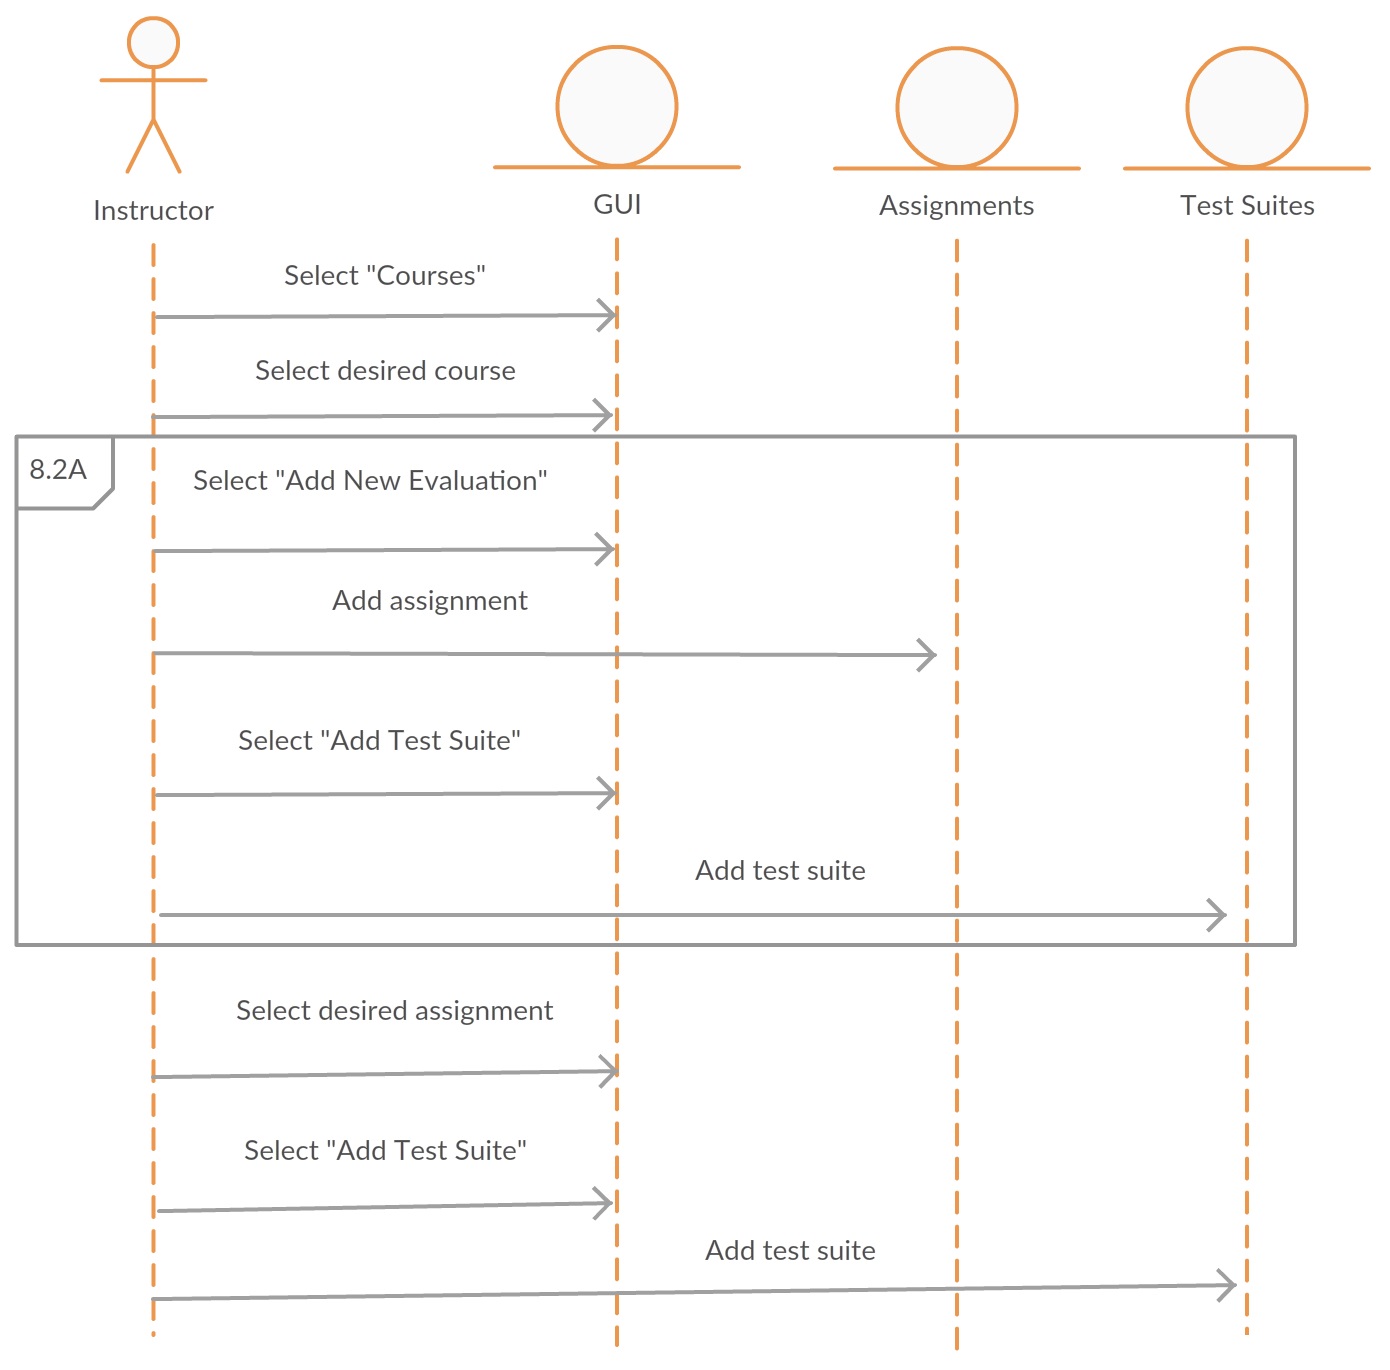 Instructor
GUI
Assignments
Test Suites
Select "Courses"
Select desired course
8.2A
Select "Add New Evaluation"
Add assignment
Select "Add Test Suite"
Add test suite
Select desired assignment
Select "Add Test Suite"
Add test suite